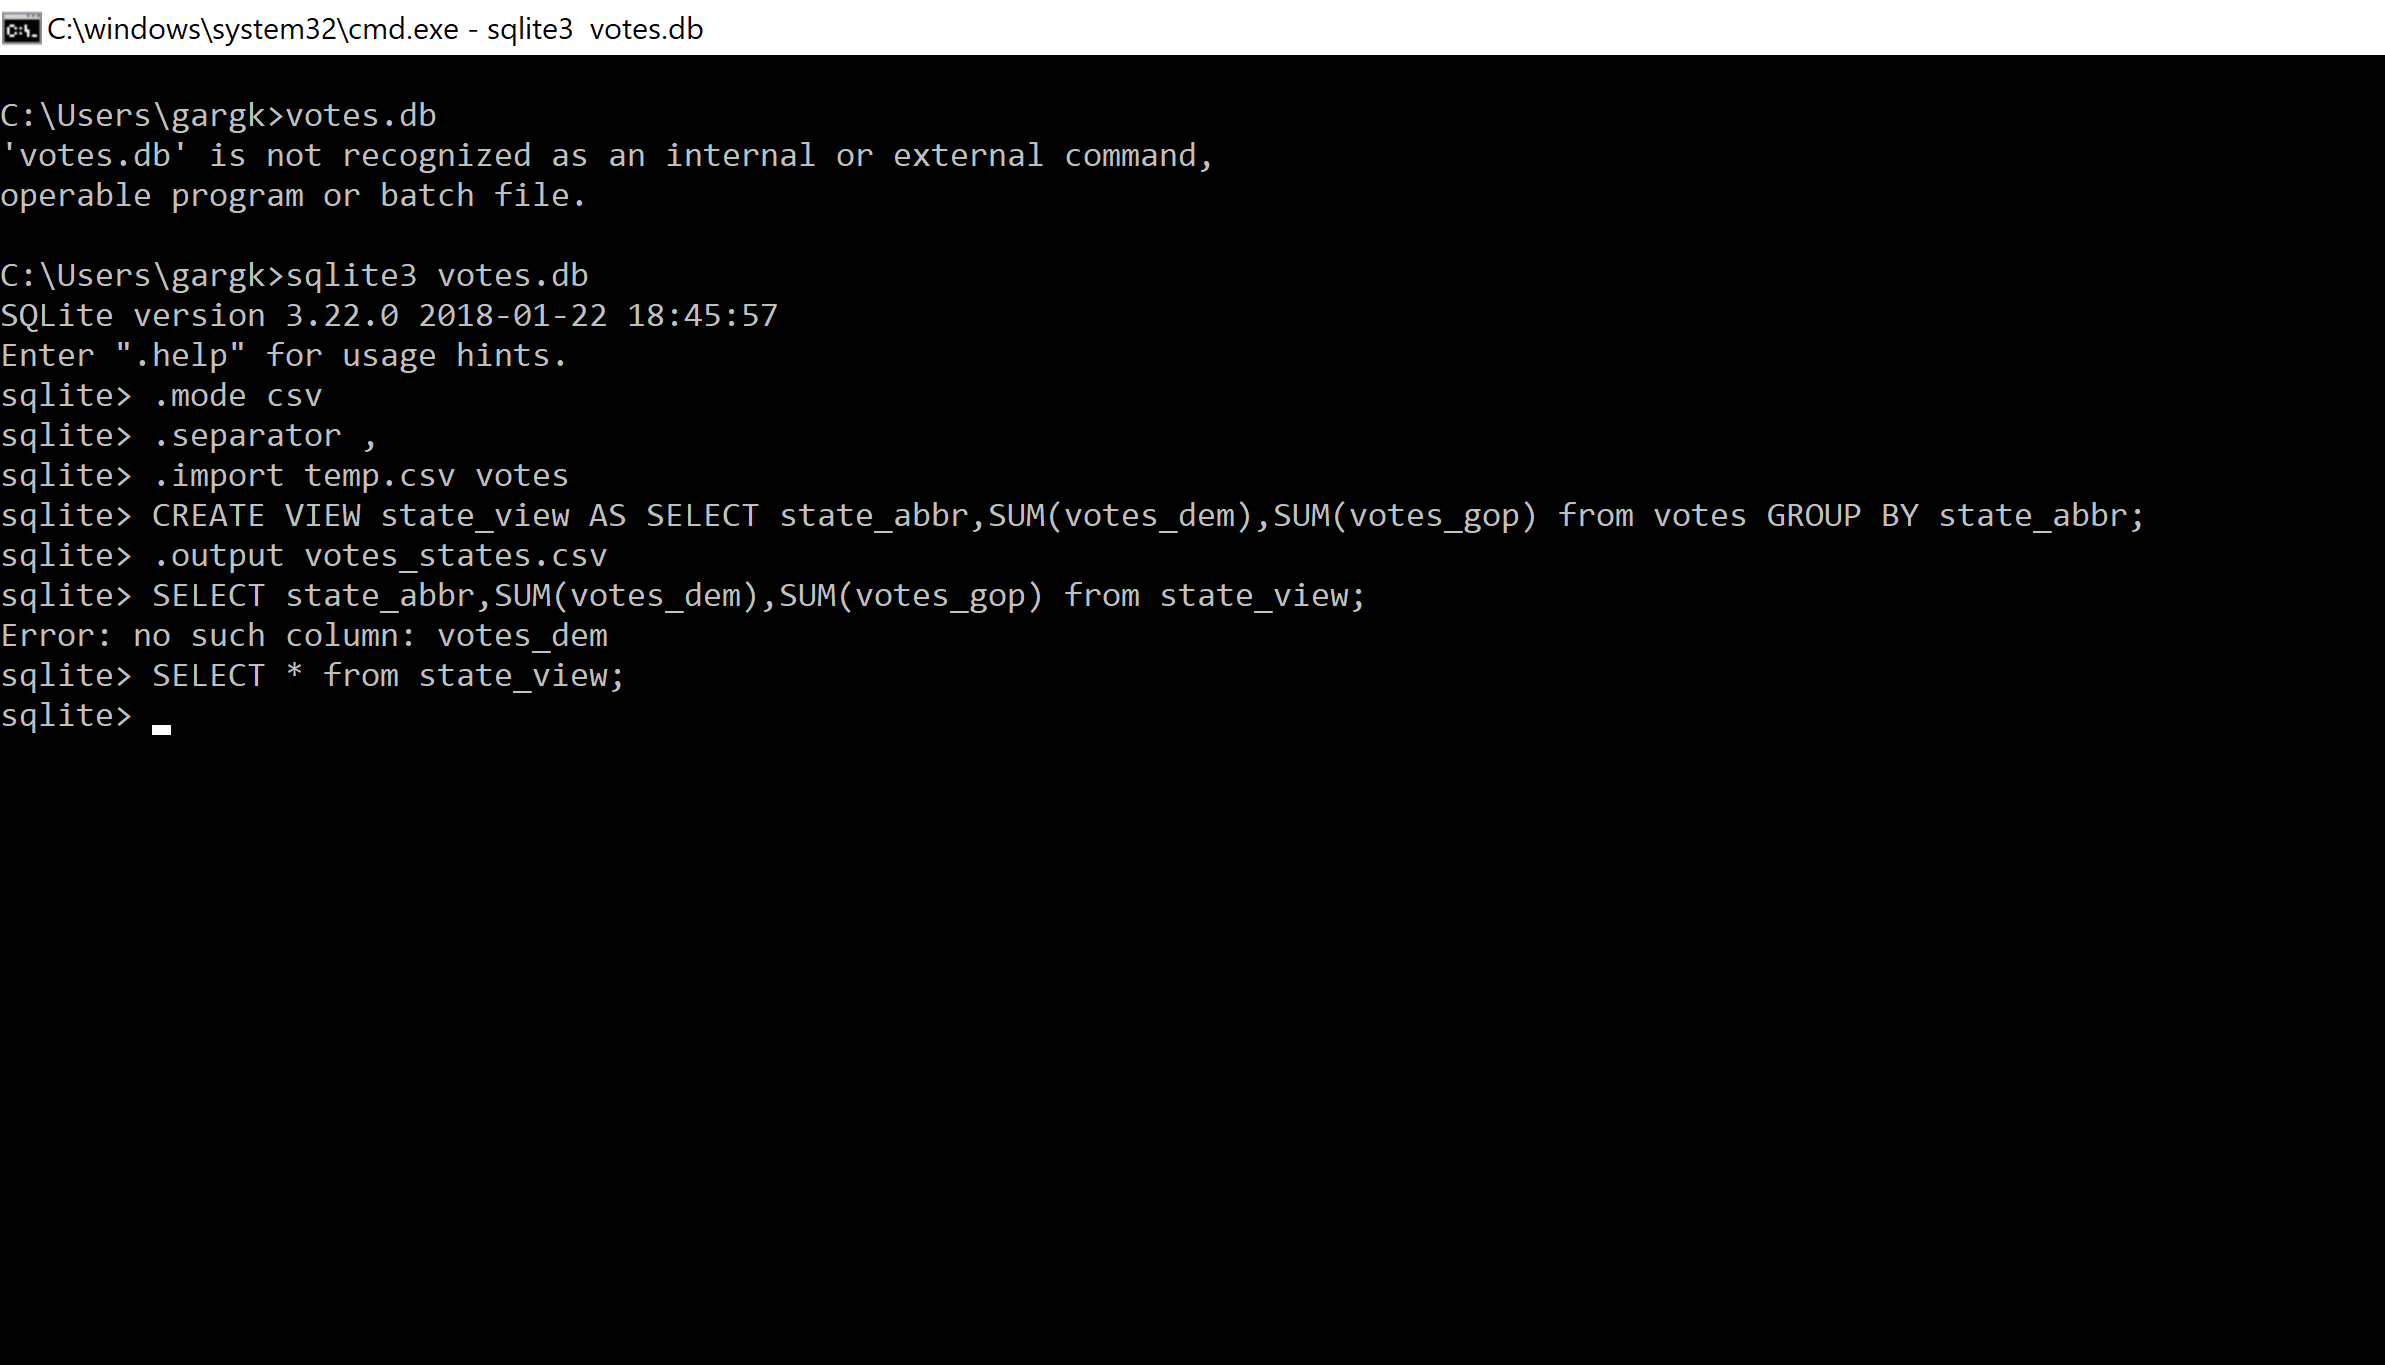 C:\windows\system32\cmd.exe - sqlite3  votes.db
C:\Users\gargk>votes.db
'votes.db' is not recognized as an internal or external command,
operable program or batch file.
C:\Users\gargk>sqlite3 votes.db
SQLite version 3.22.0 2018-01-22 18:45:57
Enter ".help" for usage hints.
sqlite> .mode csv
sqlite> .separator ,
sqlite> .import temp.csv votes
sqlite> CREATE VIEW state_view AS SELECT state_abbr,SUM(votes_dem),SUM(votes_gop) from votes GROUP BY state_abbr;
sqlite> .output votes_states.csv
sqlite> SELECT state_abbr,SUM(votes_dem),SUM(votes_gop) from state_view;
Error: no such column: votes_dem
sqlite> SELECT * from state_view;
sqlite>